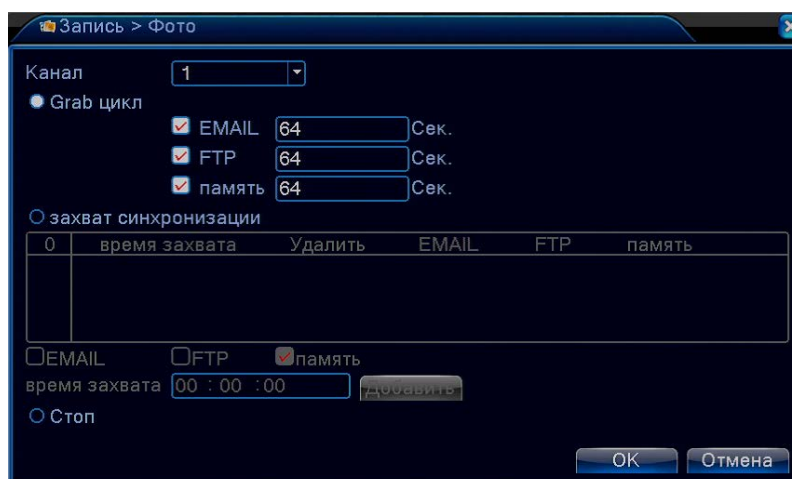 Запись > Фото
Канал 1
Grab цикл
EMAIL 64 Сек.
FTP 64 Сек.
память 64 Сек.
захват синхронизации
0 время захвата Удалить EMAIL FTP память
EMAIL FTP память
время захвата 00 : 00 : 00 Добавить
Стоп
OK Отмена